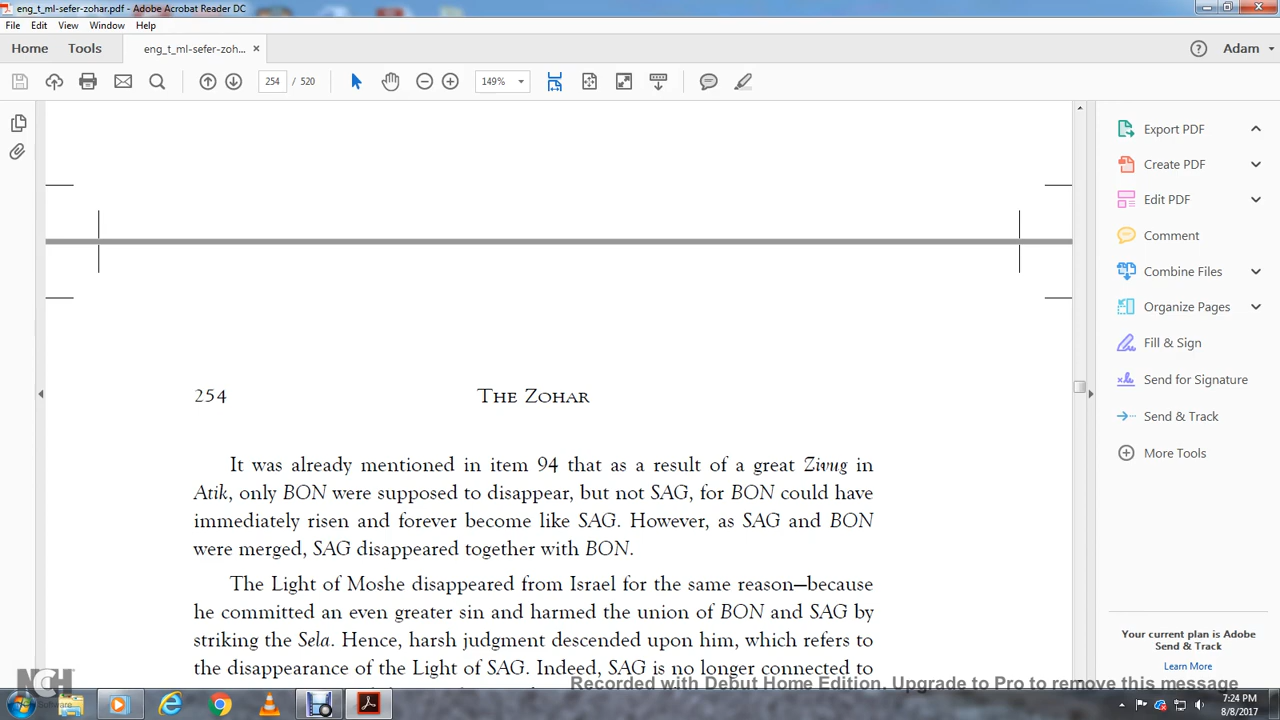 eng_t_ml-sefer-zohar.pdf - Adobe Acrobat Reader DC
File Edit View Window Help
Home Tools eng_t_ml-sefer-zoh... × Adam
254 / 520 149%
Export PDF
Create PDF
Edit PDF
Comment
Combine Files
Organize Pages
Fill & Sign
Send for Signature
Send & Track
More Tools
254 THE ZOHAR
It was already mentioned in item 94 that as a result of a great Zivug in
Atik, only BON were supposed to disappear, but not SAG, for BON could have
immediately risen and forever become like SAG. However, as SAG and BON
were merged, SAG disappeared together with BON.
The Light of Moshe disappeared from Israel for the same reason—because
he committed an even greater sin and harmed the union of BON and SAG by
striking the Sela. Hence, harsh judgment descended upon him, which refers to
the disappearance of the Light of SAG. Indeed, SAG is no longer connected to
Your current plan is Adobe
Send & Track
Learn More
NCH
Software
Recorded with Debut Home Edition. Upgrade to Pro to remove this message
7:24 PM
8/8/2017